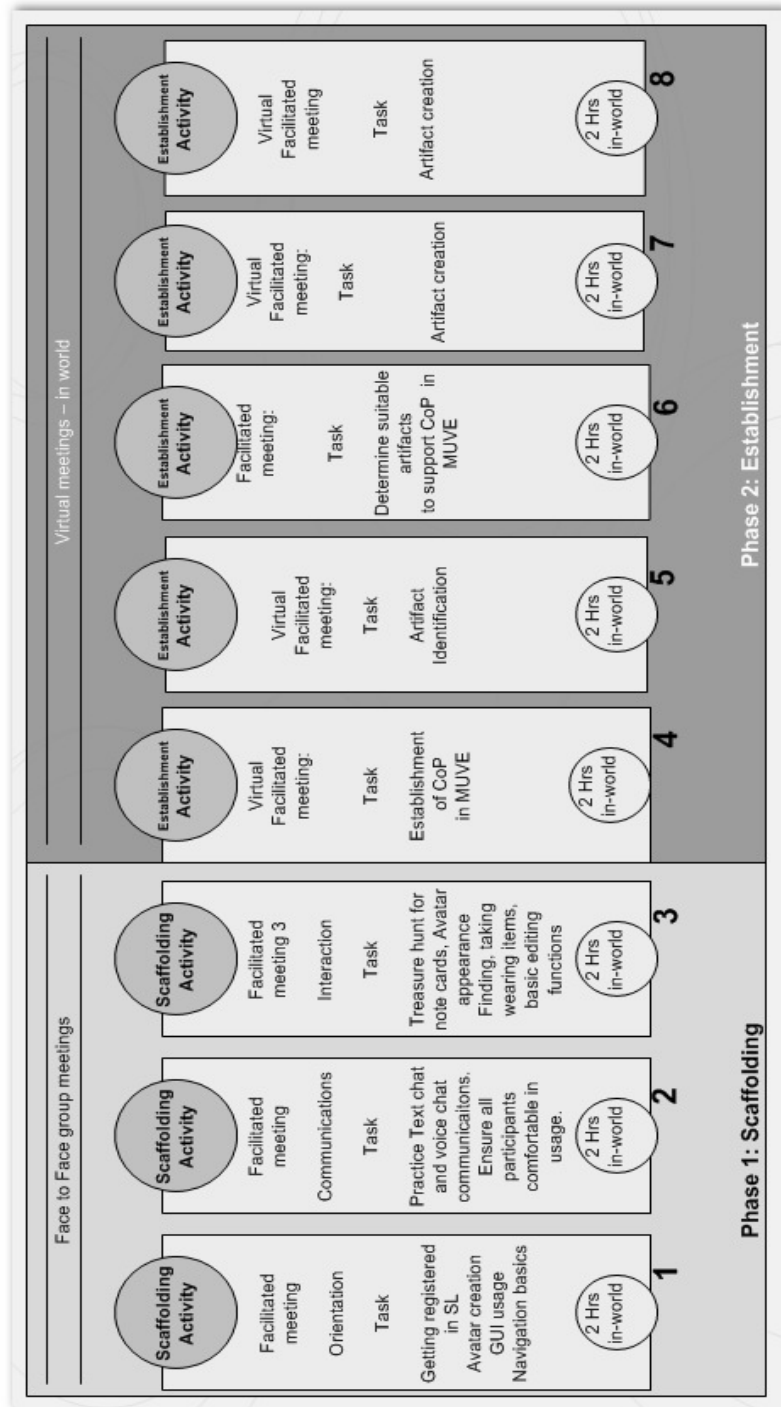 Face to Face group meetings
Scaffolding
Activity
Facilitated
meeting
Orientation
Task
Getting registered
in SL
Avatar creation
GUI usage
Navigation basics
2 Hrs
in-world
1
Scaffolding
Activity
Facilitated
meeting
Communications
Task
Practice Text chat
and voice chat
communicaitons.
Ensure all
participants
comfortable in
usage.
2 Hrs
in-world
2
Scaffolding
Activity
Facilitated
meeting 3
Interaction
Task
Treasure hunt for
note cards, Avatar
appearance
Finding, taking
wearing items,
basic editing
functions
2 Hrs
in-world
3
Phase 1: Scaffolding
Virtual meetings – in world
Establishment
Activity
Virtual
Facilitated
meeting:
Task
Establishment
of CoP
in MUVE
2 Hrs
in-world
4
Establishment
Activity
Virtual
Facilitated
meeting:
Task
Artifact
Identification
2 Hrs
in-world
5
Establishment
Activity
Facilitated
meeting:
Task
Determine suitable
artifacts
to support CoP in
MUVE
2 Hrs
in-world
6
Establishment
Activity
Virtual
Facilitated
meeting:
Task
Artifact creation
2 Hrs
in-world
7
Establishment
Activity
Virtual
Facilitated
meeting
Task
Artifact creation
2 Hrs
in-world
8
Phase 2: Establishment